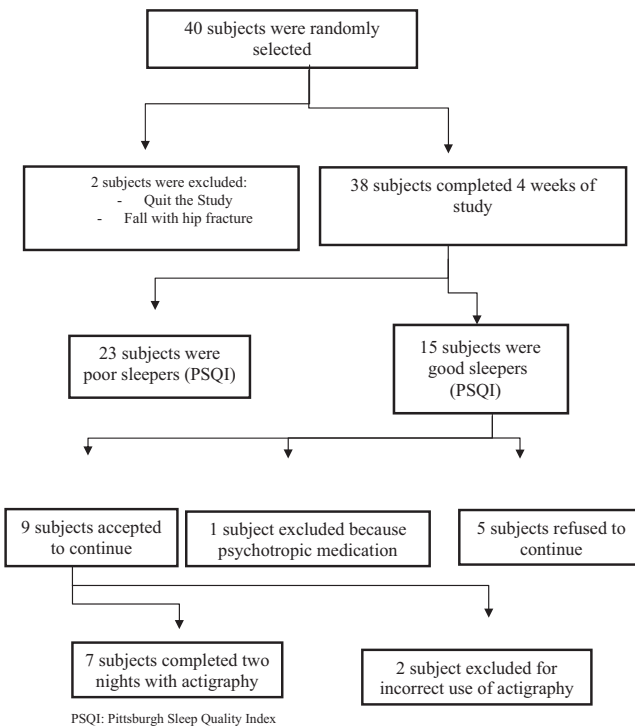 40 subjects were randomly
selected
2 subjects were excluded:
- Quit the Study
- Fall with hip fracture
38 subjects completed 4 weeks of
study
23 subjects were
poor sleepers (PSQI)
15 subjects were
good sleepers
(PSQI)
9 subjects accepted
to continue
1 subject excluded because
psychotropic medication
5 subjects refused to
continue
7 subjects completed two
nights with actigraphy
2 subject excluded for
incorrect use of actigraphy
PSQI: Pittsburgh Sleep Quality Index